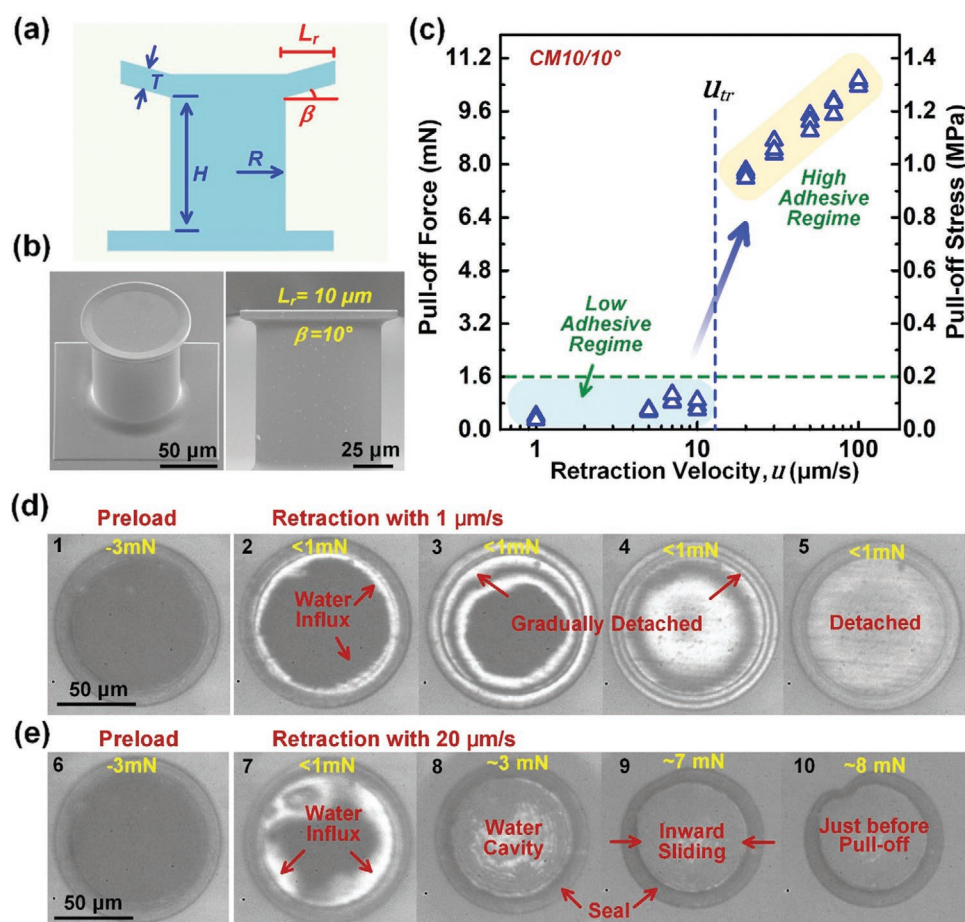 (a)
L_r
T
β
H
R
(b)
L_r= 10 μm
β=10°
50 μm
25 μm
(c)
CM10/10°
u_tr
11.2
9.6
8.0
6.4
4.8
3.2
1.6
0.0
Pull-off Force (mN)
1.4
1.2
1.0
0.8
0.6
0.4
0.2
0.0
Pull-off Stress (MPa)
High
Adhesive
Regime
Low
Adhesive
Regime
1
10
100
Retraction Velocity, u (μm/s)
(d)
Preload
Retraction with 1 μm/s
1
-3mN
50 μm
2
<1mN
Water
Influx
3
<1mN
Gradually Detached
4
<1mN
5
<1mN
Detached
(e)
Preload
Retraction with 20 μm/s
6
-3mN
50 μm
7
<1mN
Water
Influx
8
~3 mN
Water
Cavity
9
~7 mN
Inward
Sliding
Seal
10
~8 mN
Just before
Pull-off